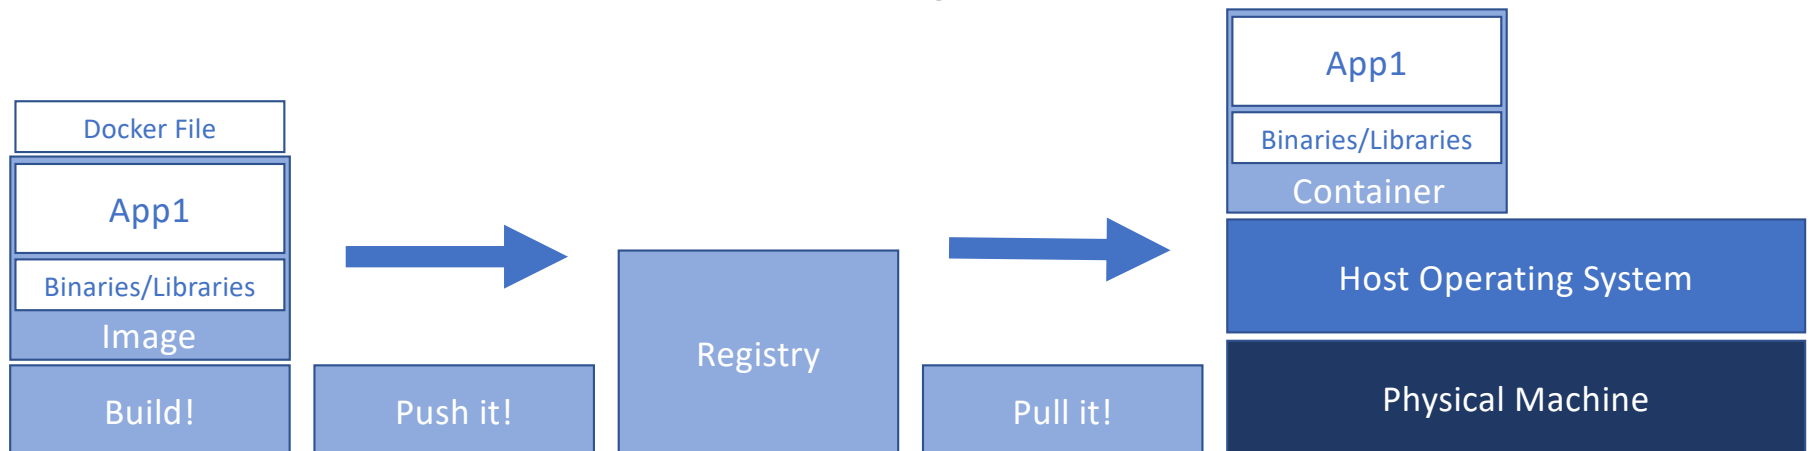 Docker File
App1
Binaries/Libraries
Image
Build!
Push it!
Registry
Pull it!
App1
Binaries/Libraries
Container
Host Operating System
Physical Machine